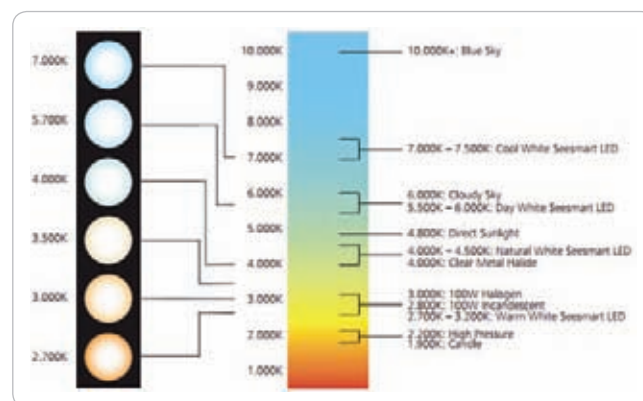 7.000K
5.700K
4.000K
3.500K
3.000K
2.700K
10.000K
9.000K
8.000K
7.000K
6.000K
5.000K
4.000K
3.000K
2.000K
1.000K
10.000K+: Blue Sky
7.000K – 7.500K: Cool White Seesmart LED
6.000K: Cloudy Sky
5.500K – 6.000K: Day White Seesmart LED
4.800K: Direct Sunlight
4.000K – 4.500K: Natural White Seesmart LED
4.000K: Clear Metal Halide
3.000K: 100W Halogen
2.800K: 100W Incandescent
2.700K – 3.200K: Warm White Seesmart LED
2.200K: High Pressure
1.900K: Candle